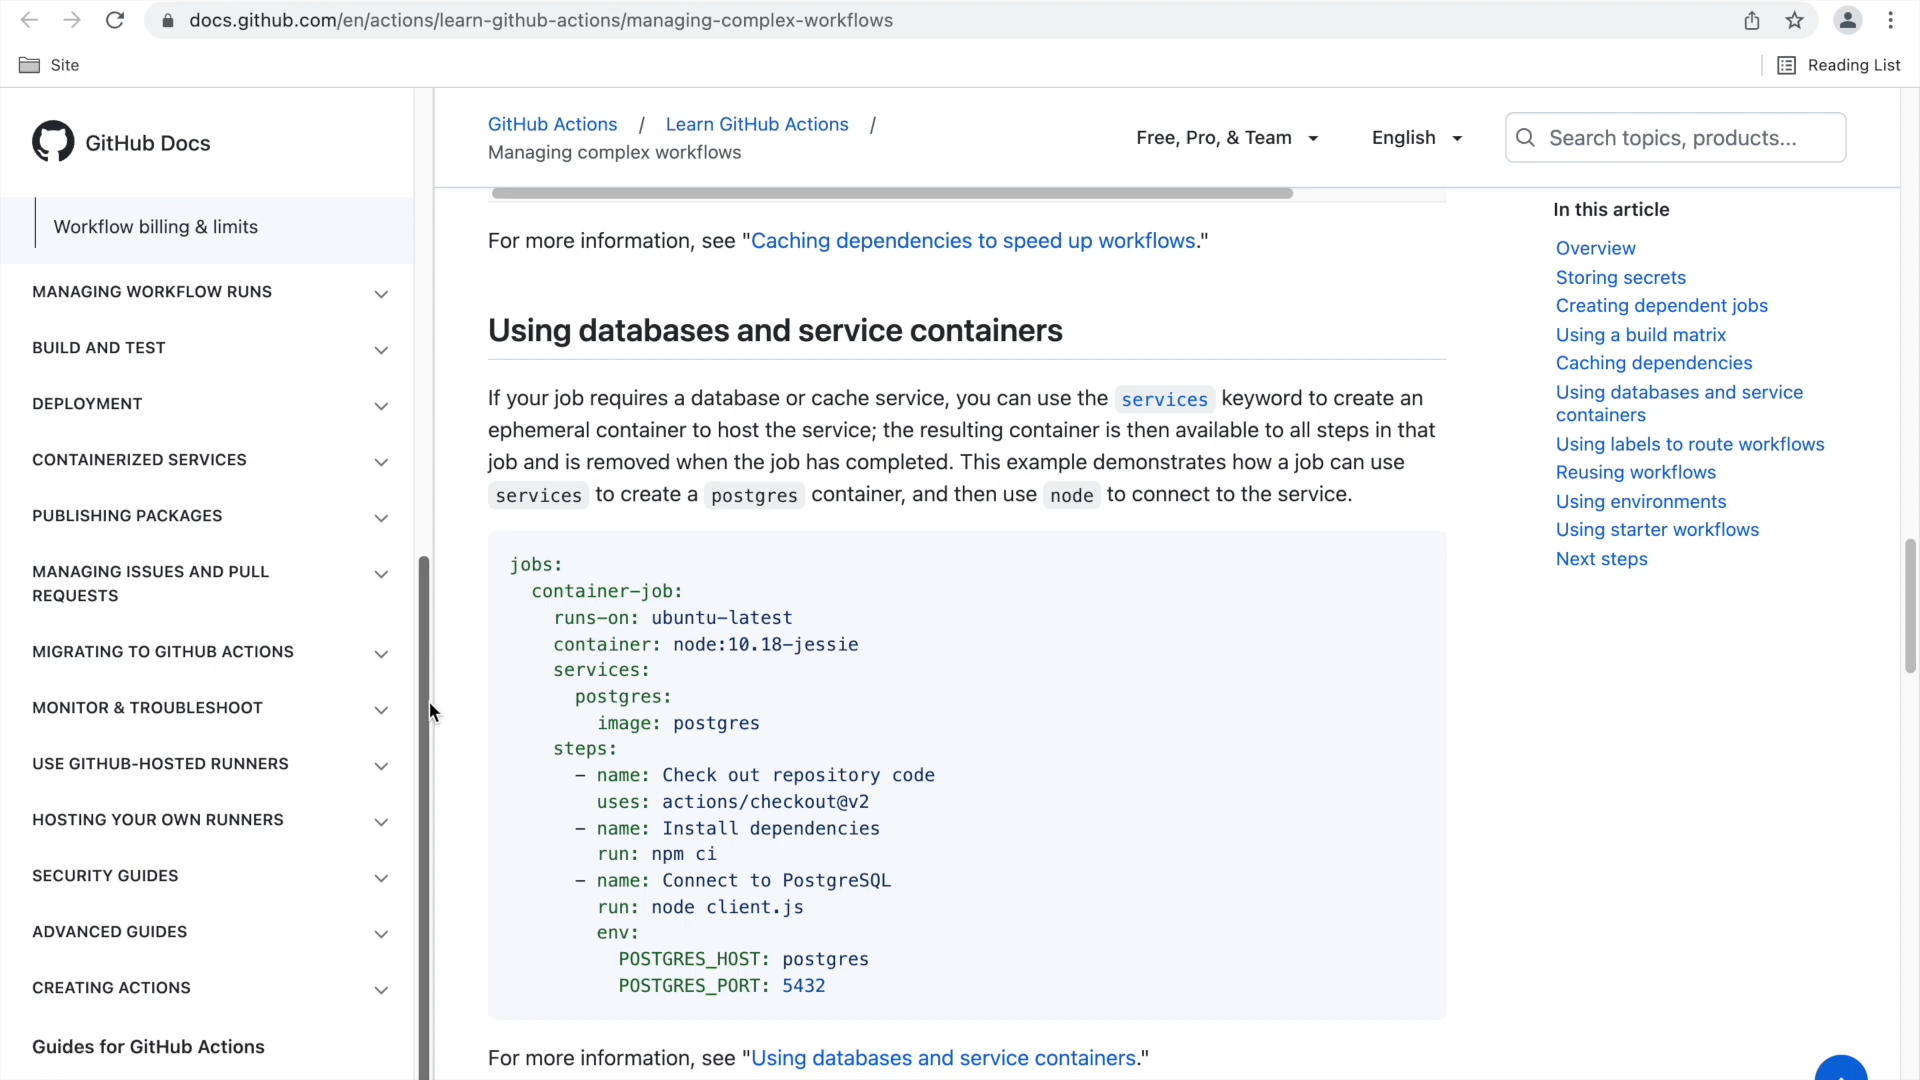 docs.github.com/en/actions/learn-github-actions/managing-complex-workflows
Site
Reading List
GitHub Docs
Workflow billing & limits
MANAGING WORKFLOW RUNS
BUILD AND TEST
DEPLOYMENT
CONTAINERIZED SERVICES
PUBLISHING PACKAGES
MANAGING ISSUES AND PULL
REQUESTS
MIGRATING TO GITHUB ACTIONS
MONITOR & TROUBLESHOOT
USE GITHUB-HOSTED RUNNERS
HOSTING YOUR OWN RUNNERS
SECURITY GUIDES
ADVANCED GUIDES
CREATING ACTIONS
Guides for GitHub Actions
GitHub Actions / Learn GitHub Actions /
Managing complex workflows
Free, Pro, & Team
English
Search topics, products...
For more information, see "Caching dependencies to speed up workflows."
Using databases and service containers
If your job requires a database or cache service, you can use the services keyword to create an
ephemeral container to host the service; the resulting container is then available to all steps in that
job and is removed when the job has completed. This example demonstrates how a job can use
services to create a postgres container, and then use node to connect to the service.
jobs:
  container-job:
    runs-on: ubuntu-latest
    container: node:10.18-jessie
    services:
      postgres:
        image: postgres
    steps:
      - name: Check out repository code
        uses: actions/checkout@v2
      - name: Install dependencies
        run: npm ci
      - name: Connect to PostgreSQL
        run: node client.js
        env:
          POSTGRES_HOST: postgres
          POSTGRES_PORT: 5432
For more information, see "Using databases and service containers."
In this article
Overview
Storing secrets
Creating dependent jobs
Using a build matrix
Caching dependencies
Using databases and service
containers
Using labels to route workflows
Reusing workflows
Using environments
Using starter workflows
Next steps